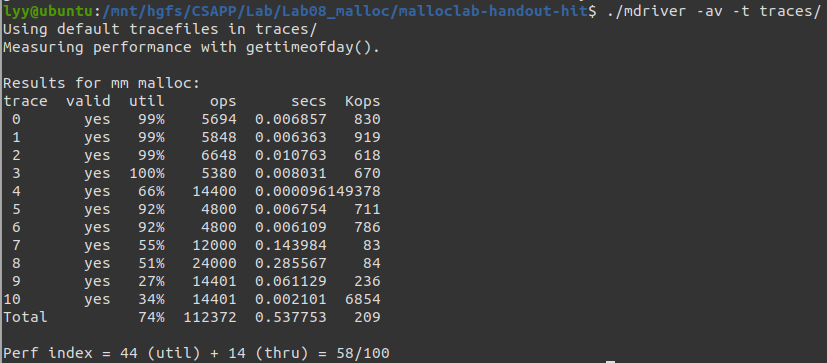 lyy@ubuntu:/mnt/hgfs/CSAPP/Lab/Lab08_malloc/malloclab-handout-hit$ ./mdriver -av -t traces/
Using default tracefiles in traces/
Measuring performance with gettimeofday().

Results for mm malloc:
trace  valid  util     ops      secs  Kops
 0       yes   99%    5694  0.006857   830
 1       yes   99%    5848  0.006363   919
 2       yes   99%    6648  0.010763   618
 3       yes  100%    5380  0.008031   670
 4       yes   66%   14400  0.000096149378
 5       yes   92%    4800  0.006754   711
 6       yes   92%    4800  0.006109   786
 7       yes   55%   12000  0.143984    83
 8       yes   51%   24000  0.285567    84
 9       yes   27%   14401  0.061129   236
10       yes   34%   14401  0.002101  6854
Total          74%  112372  0.537753   209

Perf index = 44 (util) + 14 (thru) = 58/100